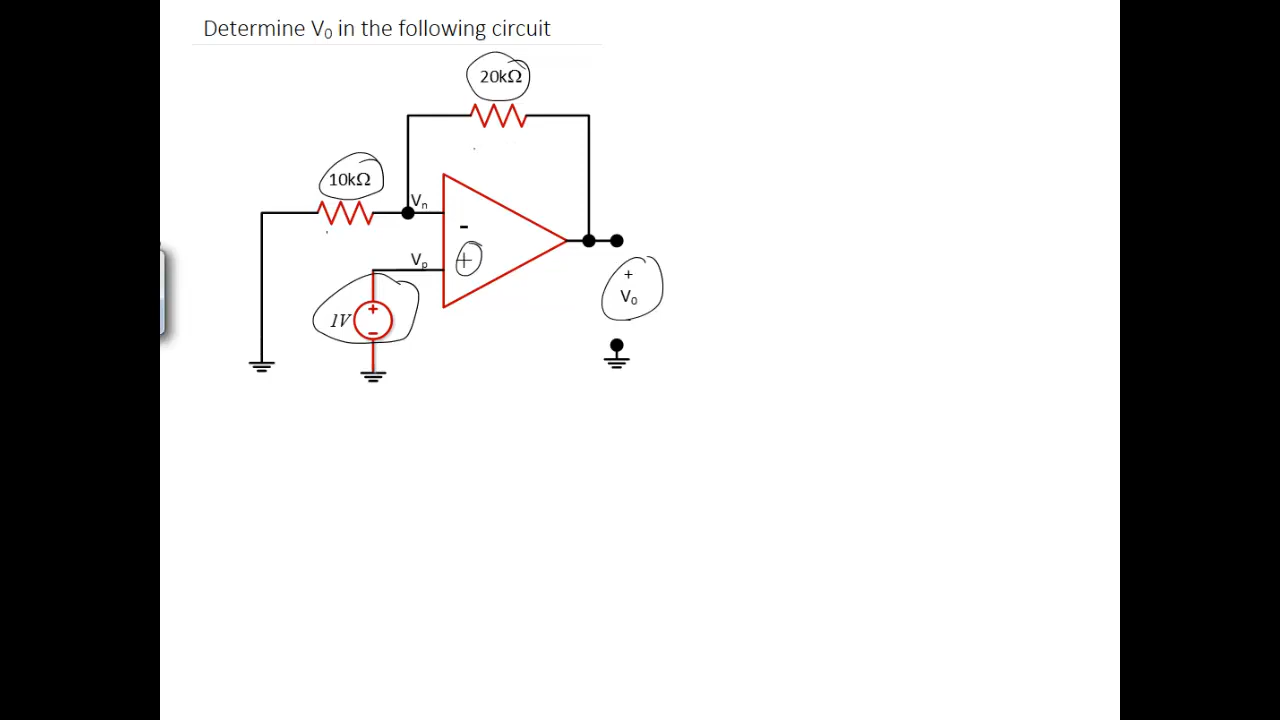 Determine V₀ in the following circuit
20kΩ
10kΩ
Vₙ
-
Vₚ
+
1V
+
-
+
V₀